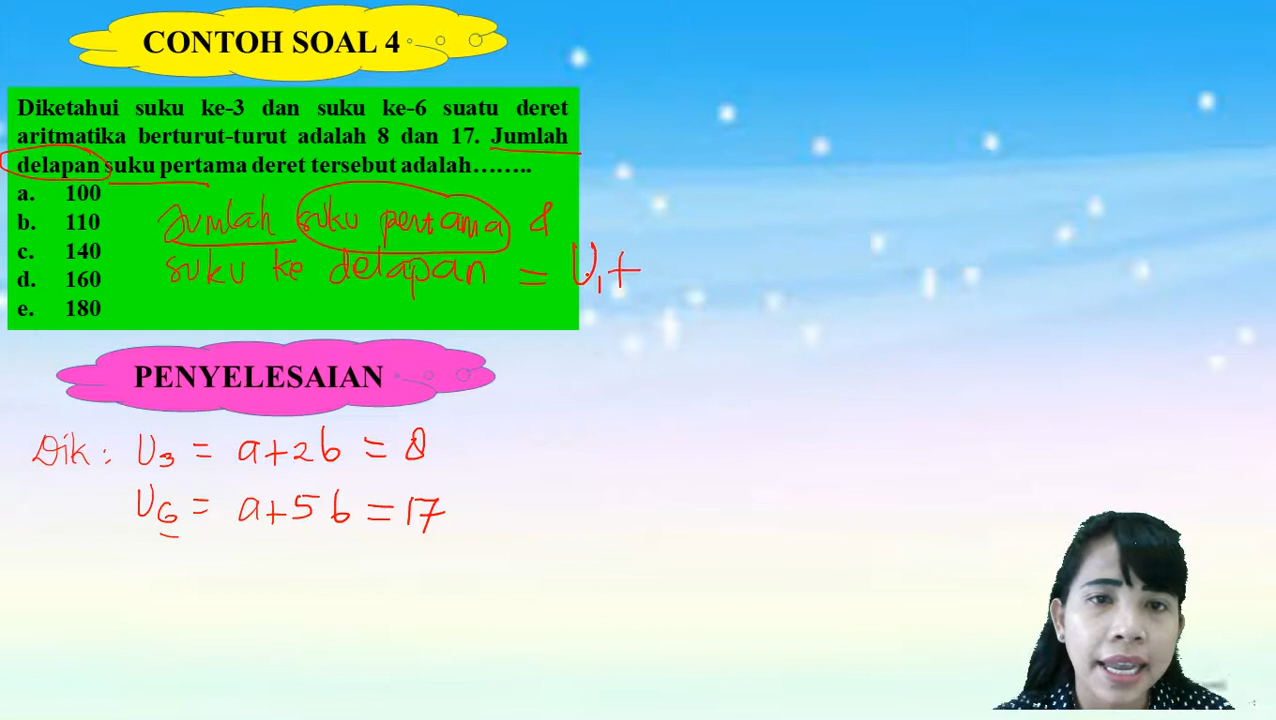 CONTOH SOAL 4
Diketahui suku ke-3 dan suku ke-6 suatu deret
aritmatika berturut-turut adalah 8 dan 17. Jumlah
delapan suku pertama deret tersebut adalah……..
a. 100
b. 110
c. 140
d. 160
e. 180
Jumlah suku pertama &
suku ke delapan = U₁+
PENYELESAIAN
Dik : U₃ = a+2b = 8
U₆ = a+5b = 17